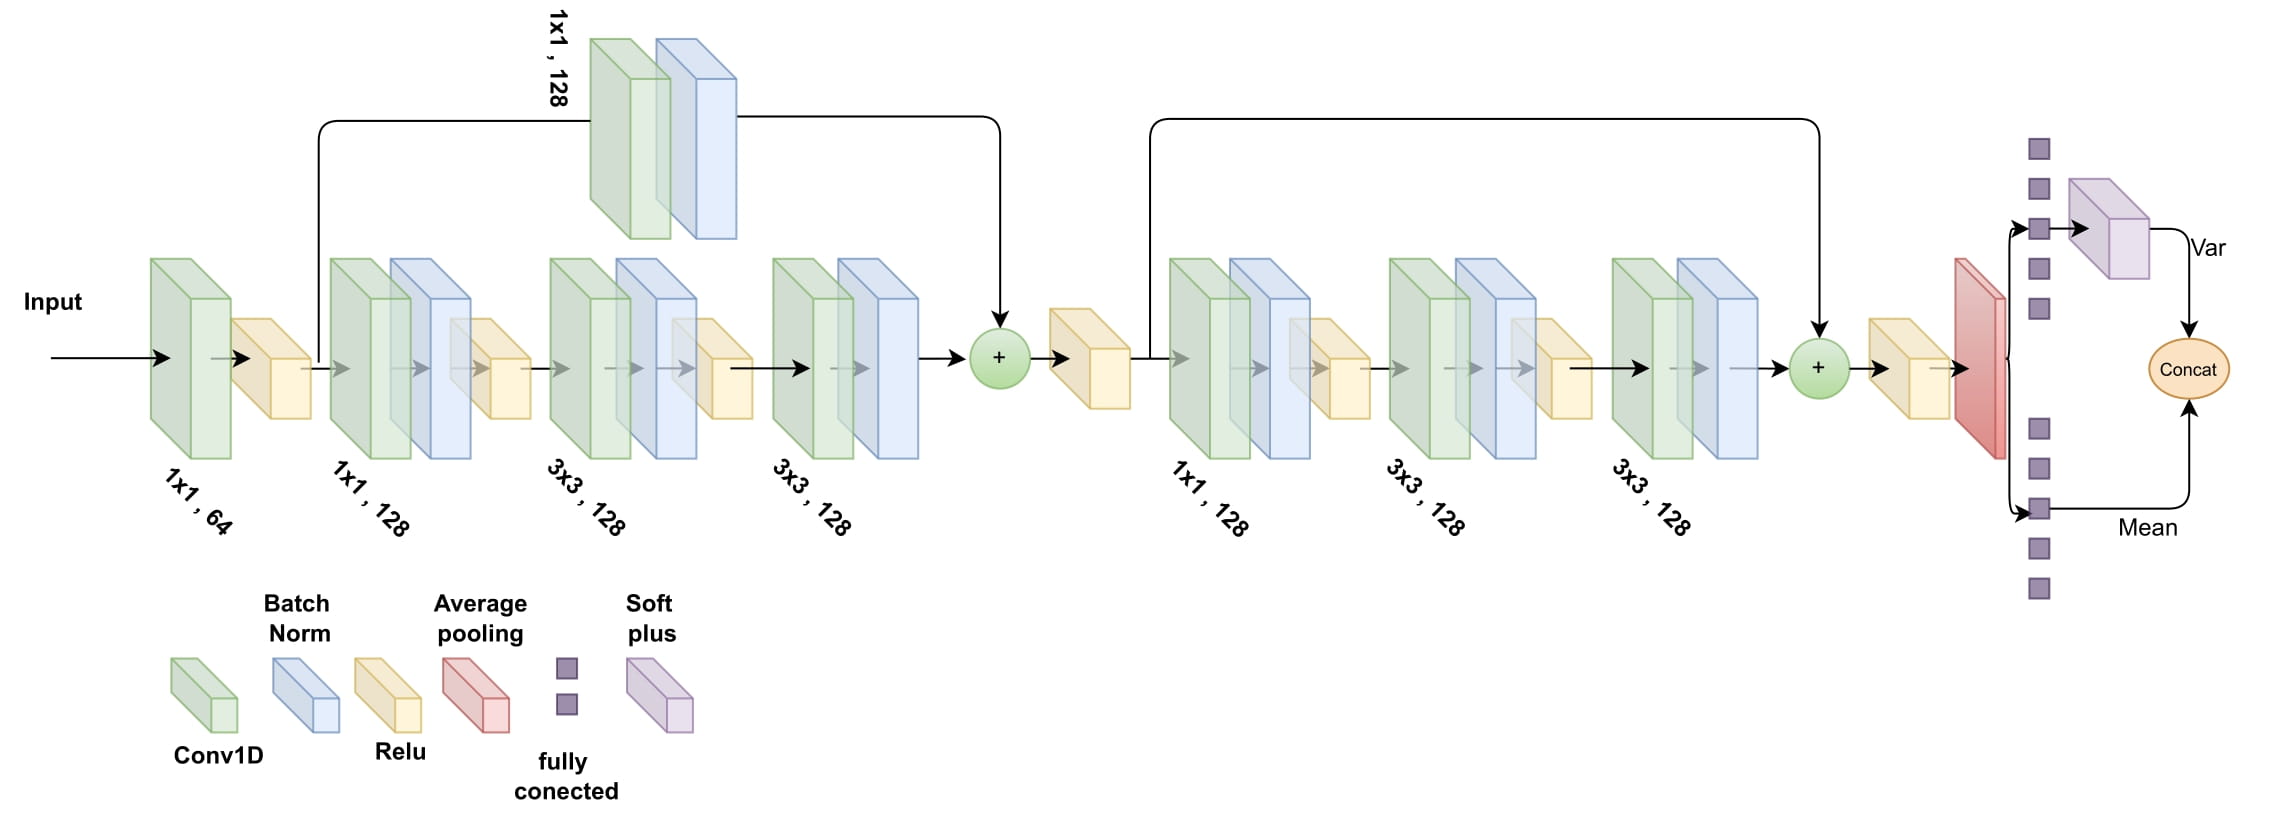 1x1 , 128
Input
Var
+
+
Concat
1x1 , 64
1x1 , 128
3x3 , 128
3x3 , 128
1x1 , 128
3x3 , 128
3x3 , 128
Mean
Batch
Norm
Average
pooling
Soft
plus
Conv1D
Relu
fully
conected